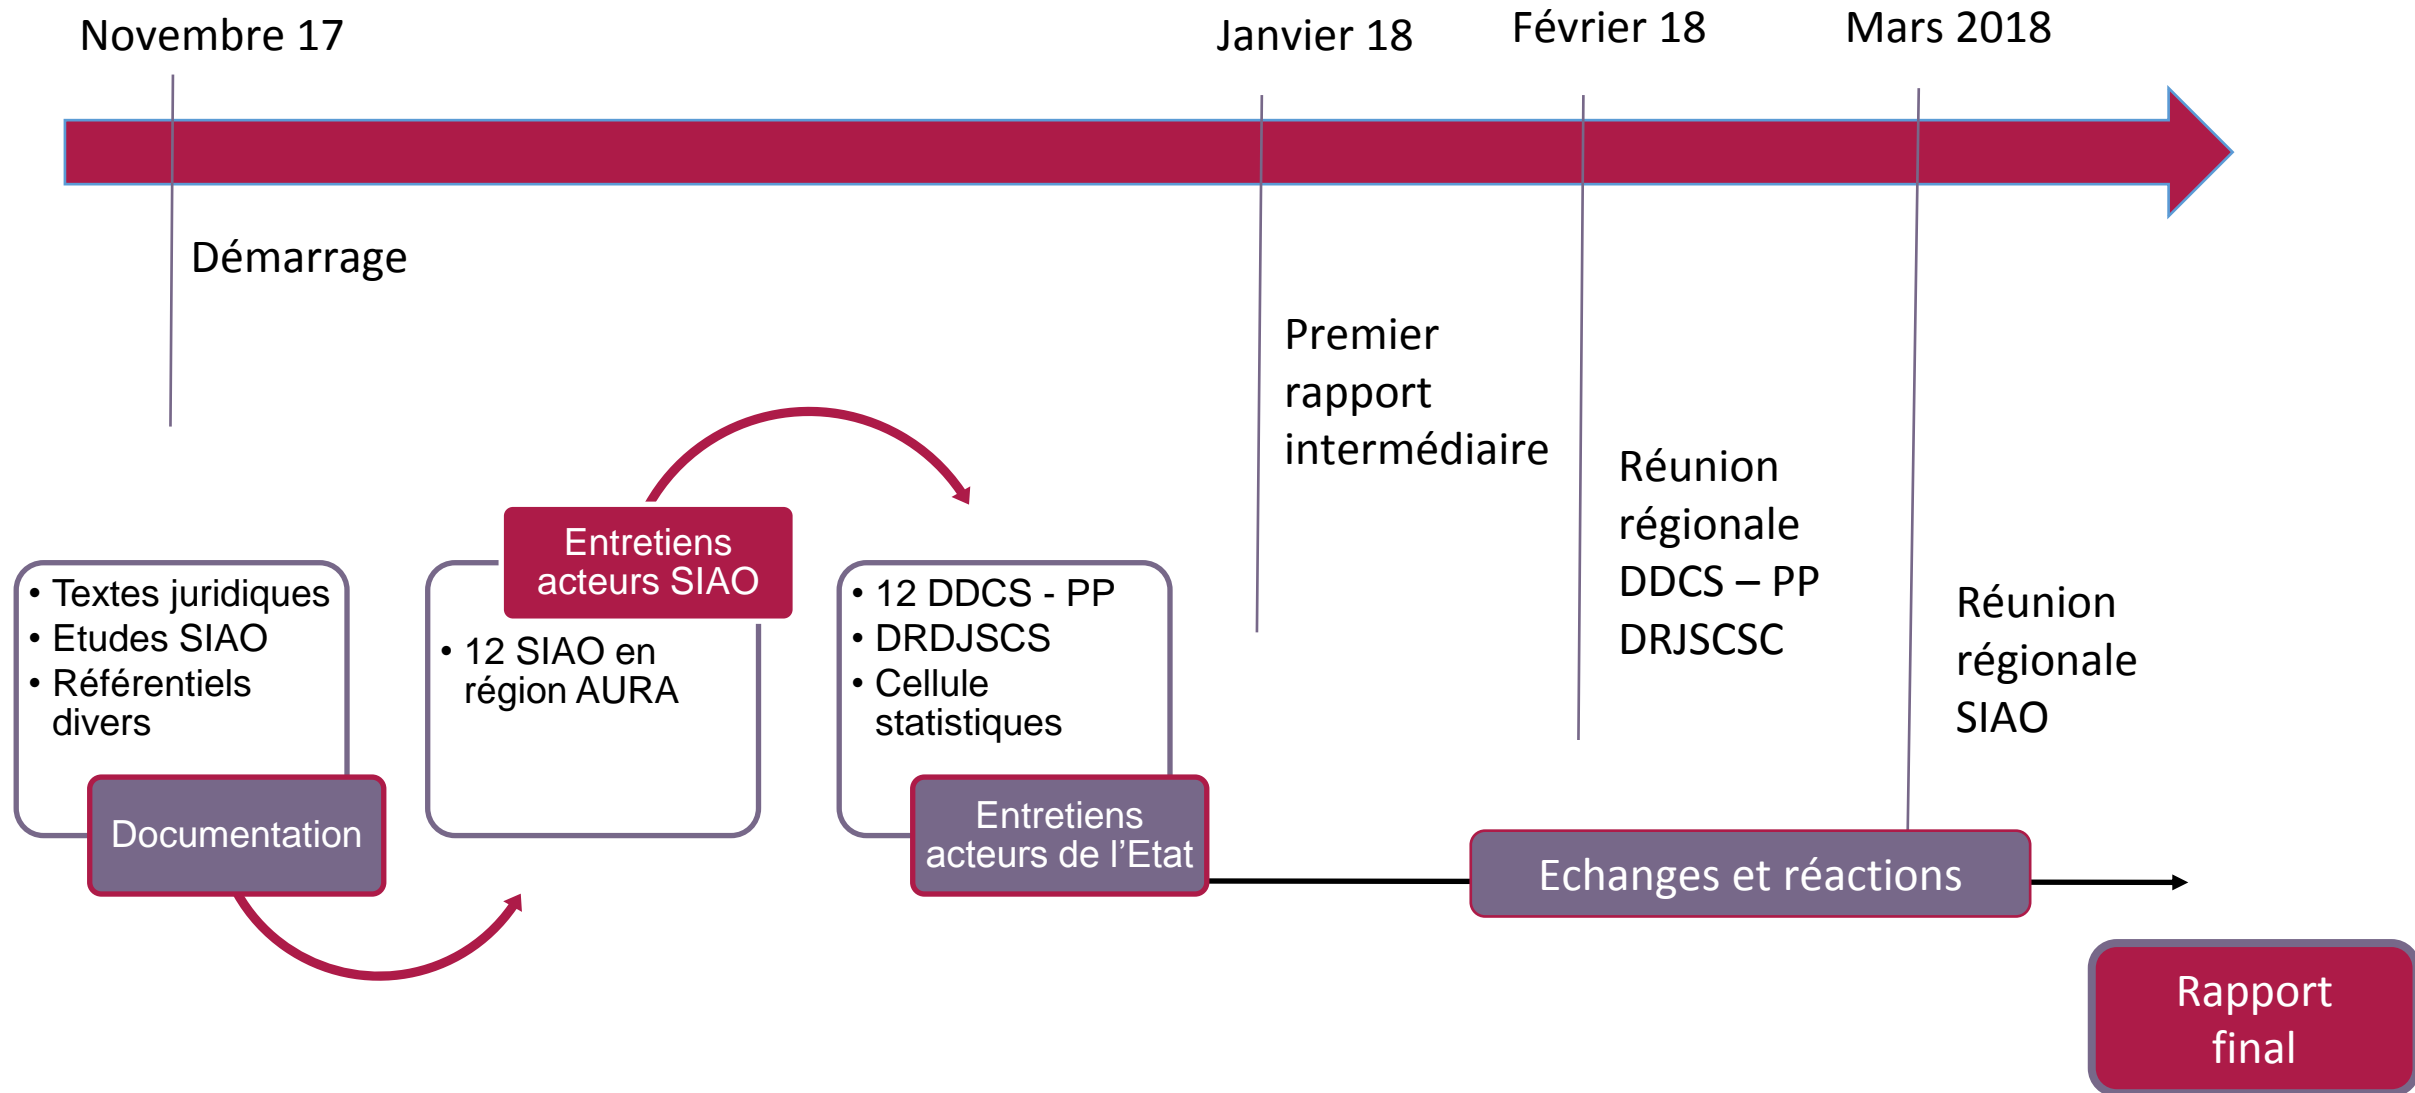 Novembre 17
Janvier 18
Février 18
Mars 2018
Démarrage
Premier
rapport
intermédiaire
Réunion
régionale
DDCS – PP
DRJSCSC
Réunion
régionale
SIAO
• Textes juridiques
• Etudes SIAO
• Référentiels
divers
Documentation
Entretiens
acteurs SIAO
• 12 SIAO en
région AURA
• 12 DDCS - PP
• DRDJSCS
• Cellule
statistiques
Entretiens
acteurs de l’Etat
Echanges et réactions
Rapport
final